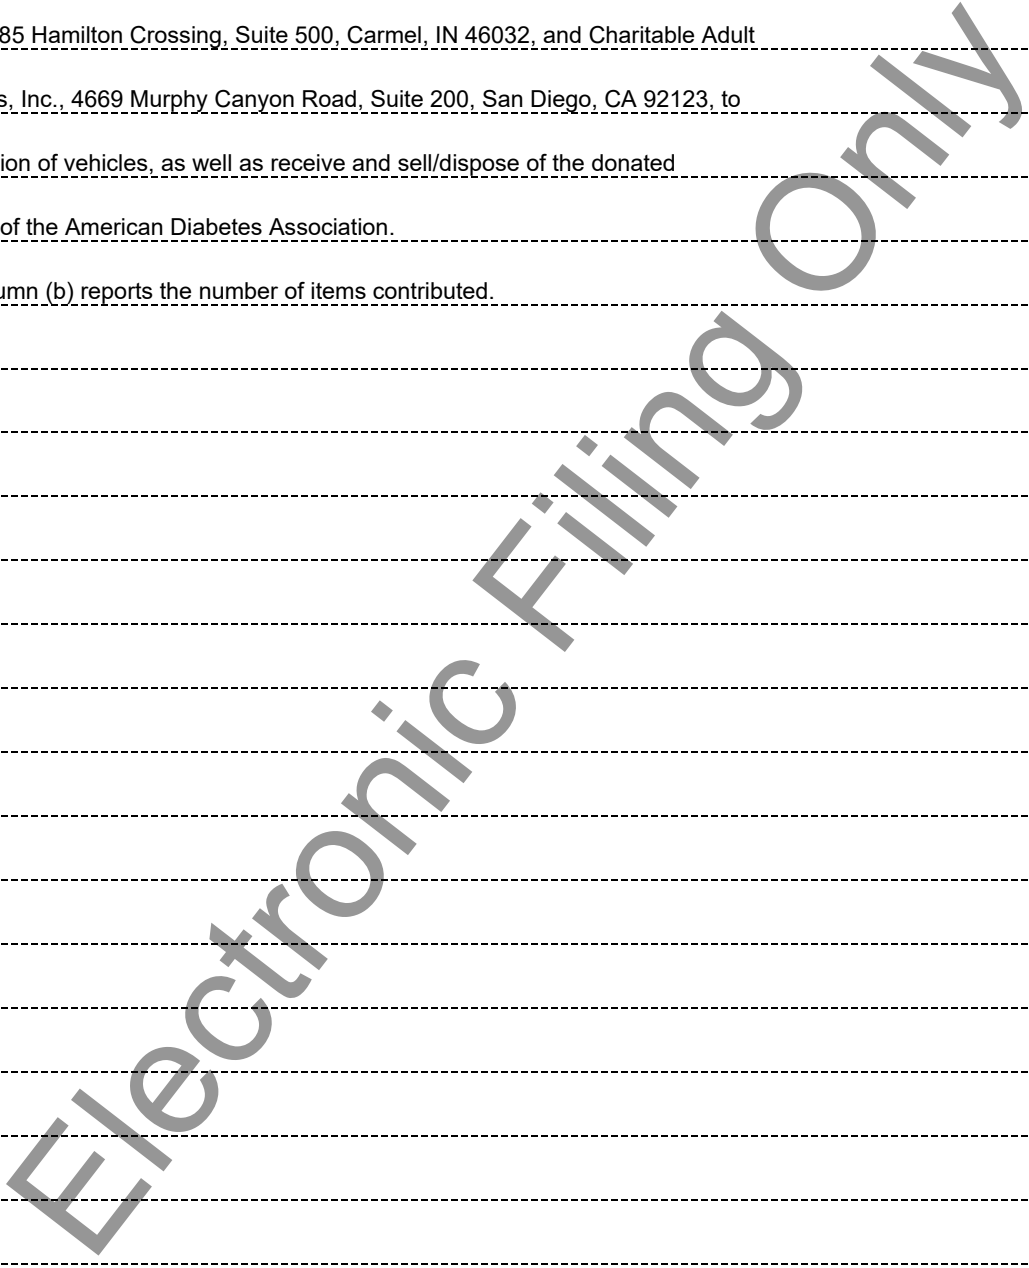 85 Hamilton Crossing, Suite 500, Carmel, IN 46032, and Charitable Adult
s, Inc., 4669 Murphy Canyon Road, Suite 200, San Diego, CA 92123, to
ion of vehicles, as well as receive and sell/dispose of the donated
of the American Diabetes Association.
umn (b) reports the number of items contributed.
Electronic Filing Only